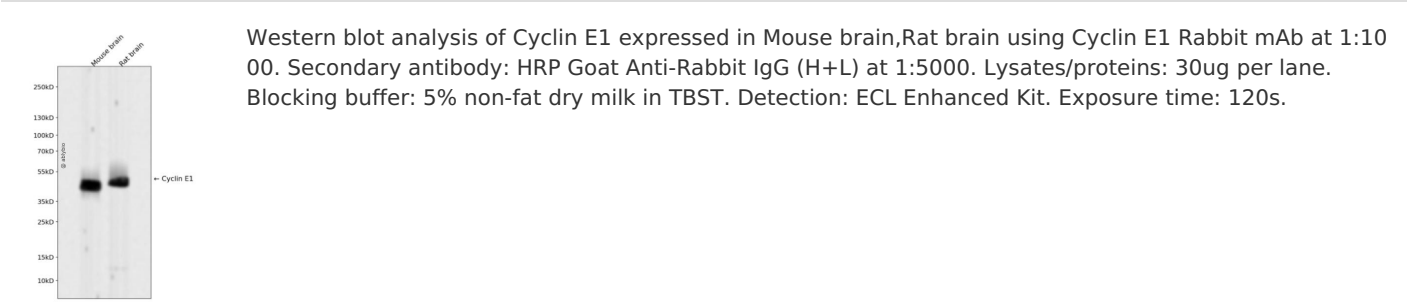 Mouse brain
Rat brain
250kD
130kD
100kD
70kD
55kD
35kD
25kD
15kD
10kD
@ ablybio
← Cyclin E1
Western blot analysis of Cyclin E1 expressed in Mouse brain,Rat brain using Cyclin E1 Rabbit mAb at 1:10
00. Secondary antibody: HRP Goat Anti-Rabbit IgG (H+L) at 1:5000. Lysates/proteins: 30ug per lane.
Blocking buffer: 5% non-fat dry milk in TBST. Detection: ECL Enhanced Kit. Exposure time: 120s.